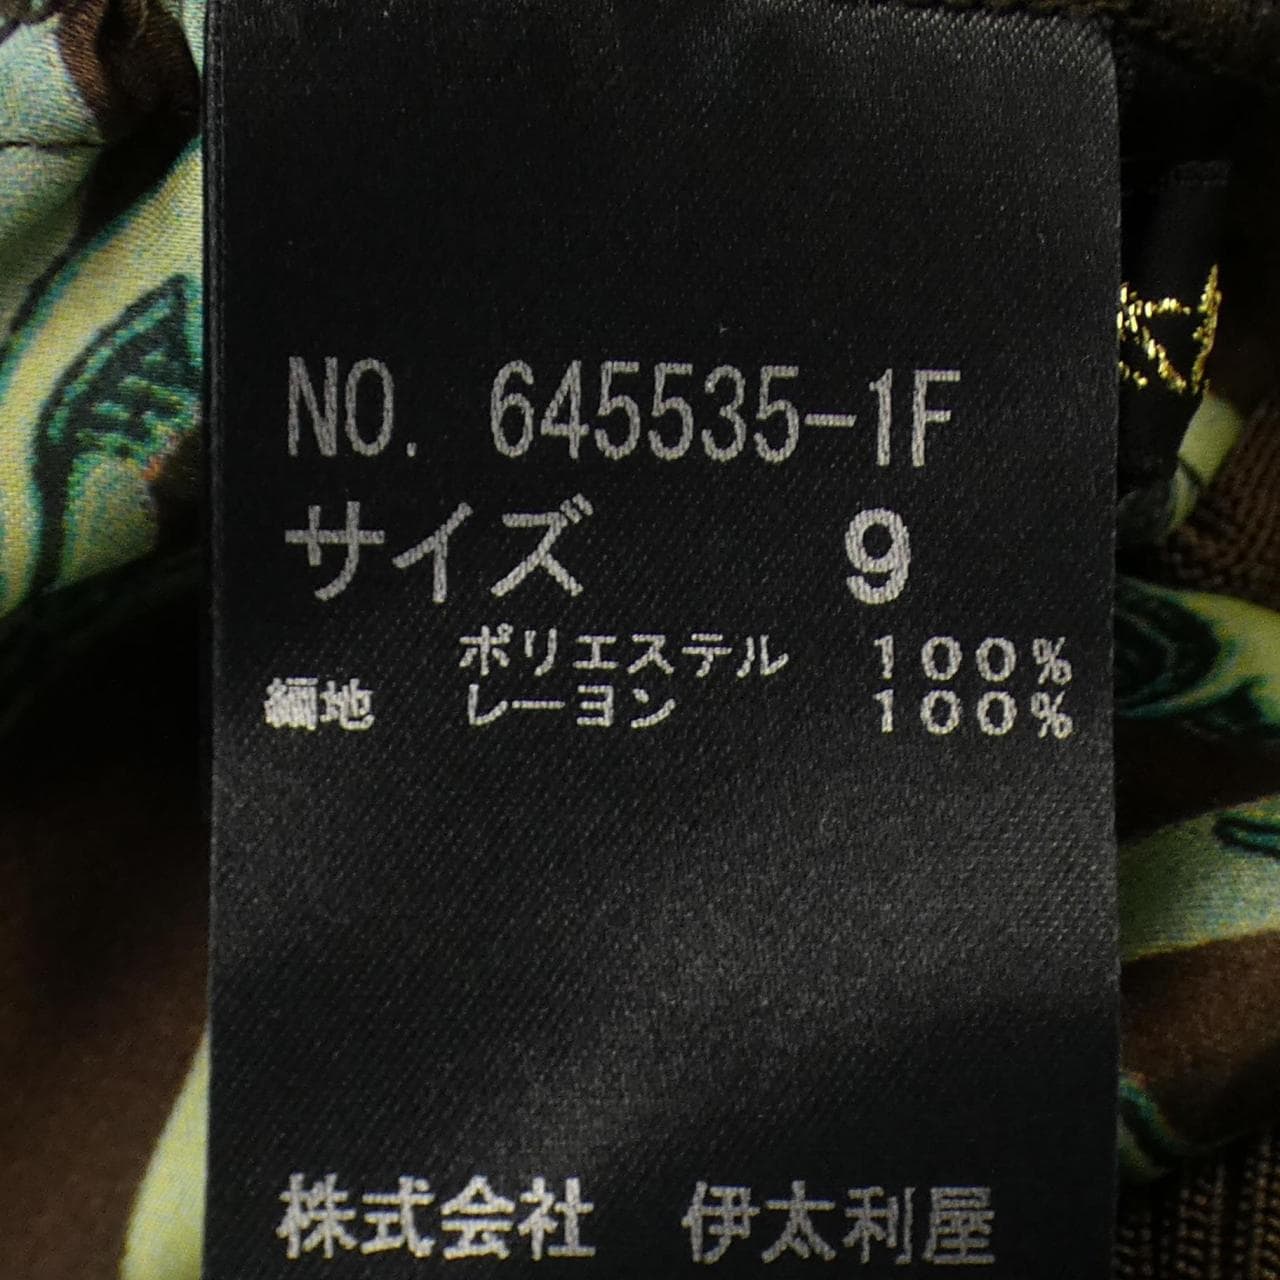 NO. 645535-1F
サイズ 9
ポリエステル 100%
編地 レーヨン 100%
株式会社 伊太利屋